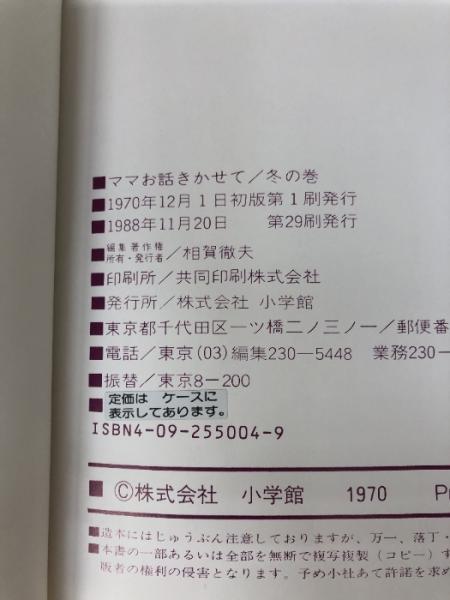 ■ママお話きかせて/冬の巻
■1970年12月1日初版第1刷発行
■1988年11月20日 第29刷発行
■編集著作権所有・発行者/相賀徹夫
■印刷所/共同印刷株式会社
■発行所/株式会社 小学館
■東京都千代田区一ツ橋二ノ三ノ一/郵便番
■電話/東京(03)編集230—5448 業務230—
■振替/東京8—200
■定価は ケースに
表示してあります。
ISBN4-09-255004-9
■©株式会社 小学館 1970 P
■造本にはじゅうぶん注意しておりますが、万一、落丁・
■本書の一部あるいは全部を無断で複写複製(コピー)す
版者の権利の侵害となります。予め小社あて許諾を求め